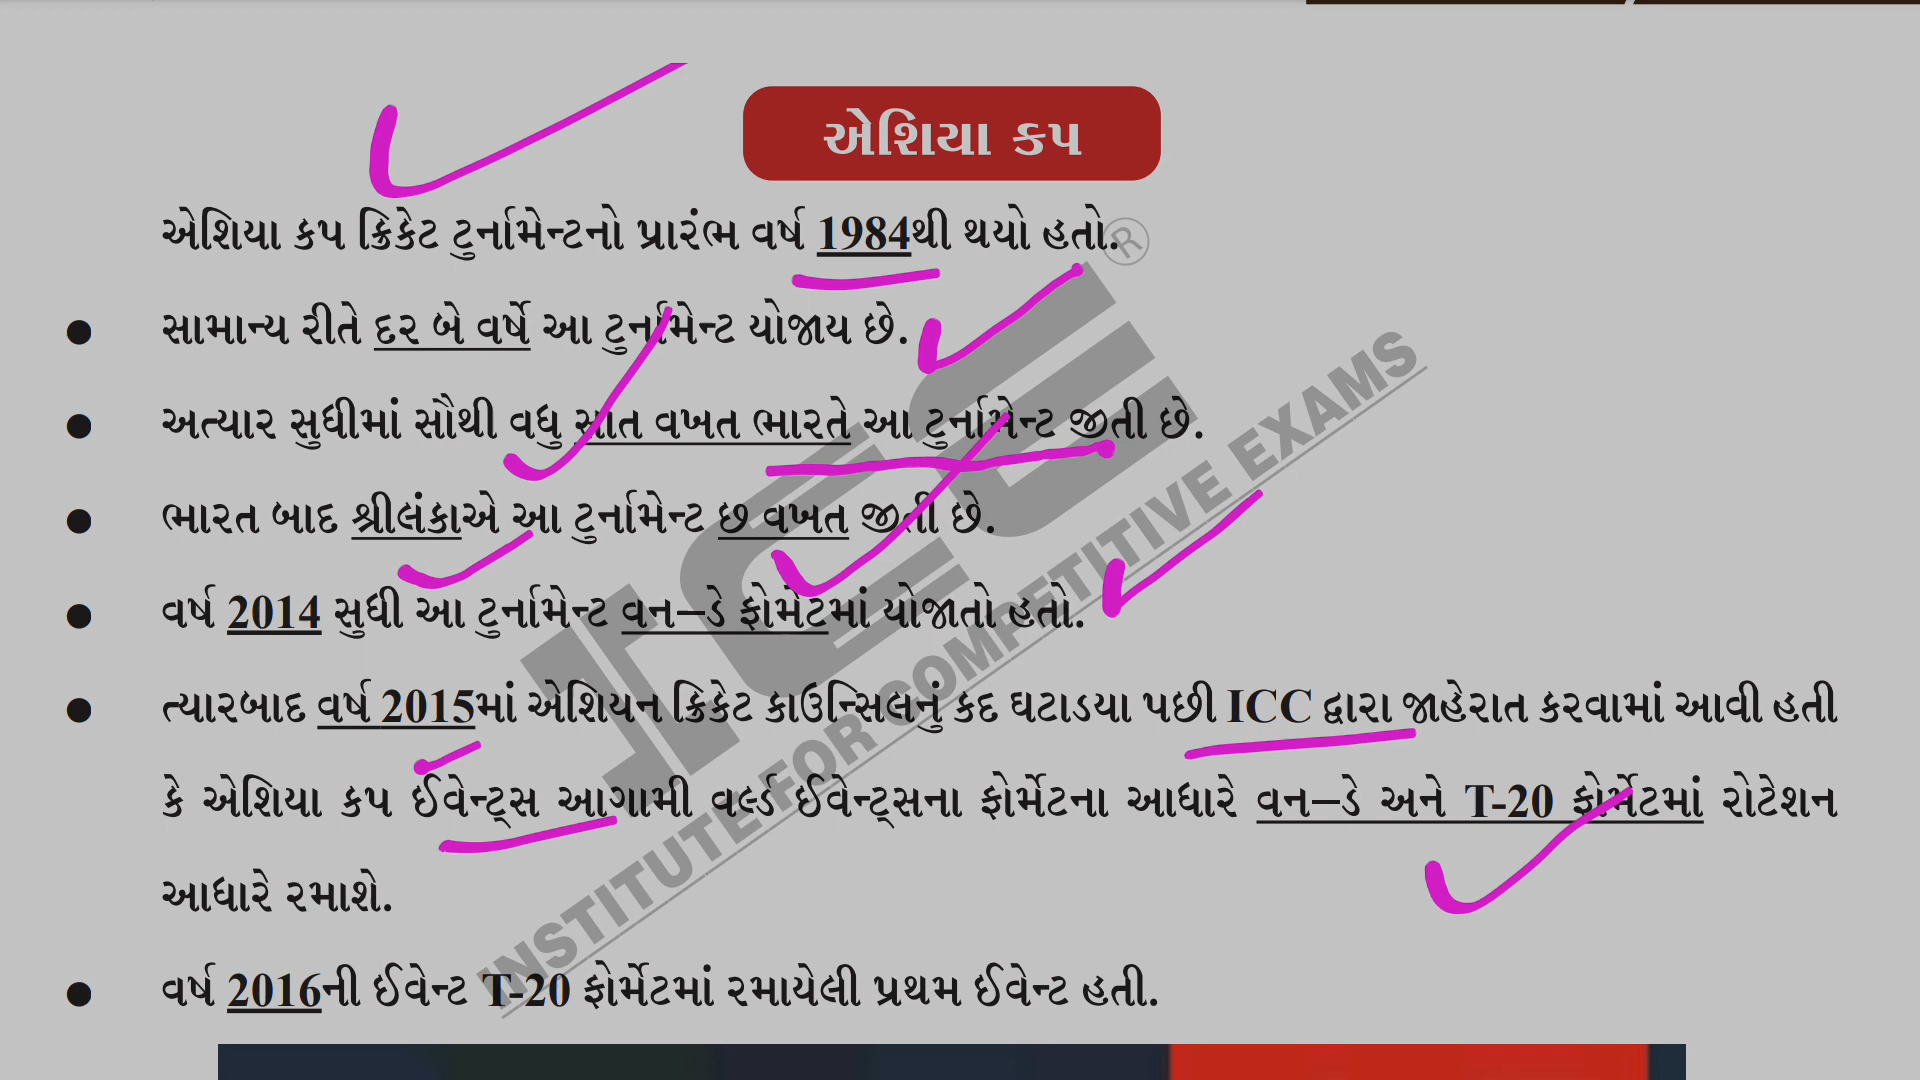 એશિયા કપ
એશિયા કપ ક્રિકેટ ટુર્નામેન્ટનો પ્રારંભ વર્ષ 1984થી થયો હતો.
● સામાન્ય રીતે દર બે વર્ષે આ ટુર્નામેન્ટ યોજાય છે.
● અત્યાર સુધીમાં સૌથી વધુ સાત વખત ભારતે આ ટુર્નામેન્ટ જીતી છે.
● ભારત બાદ શ્રીલંકાએ આ ટુર્નામેન્ટ છ વખત જીતી છે.
● વર્ષ 2014 સુધી આ ટુર્નામેન્ટ વન–ડે ફોર્મેટમાં યોજાતો હતો.
● ત્યારબાદ વર્ષ 2015માં એશિયન ક્રિકેટ કાઉન્સિલનું કદ ઘટાડયા પછી ICC દ્વારા જાહેરાત કરવામાં આવી હતી
કે એશિયા કપ ઈવેન્ટ્સ આગામી વર્લ્ડ ઈવેન્ટ્સના ફોર્મેટના આધારે વન–ડે અને T-20 ફોર્મેટમાં રોટેશન
આધારે રમાશે.
● વર્ષ 2016ની ઈવેન્ટ T-20 ફોર્મેટમાં રમાયેલી પ્રથમ ઈવેન્ટ હતી.
ICE ®
INSTITUTE FOR COMPETITIVE EXAMS